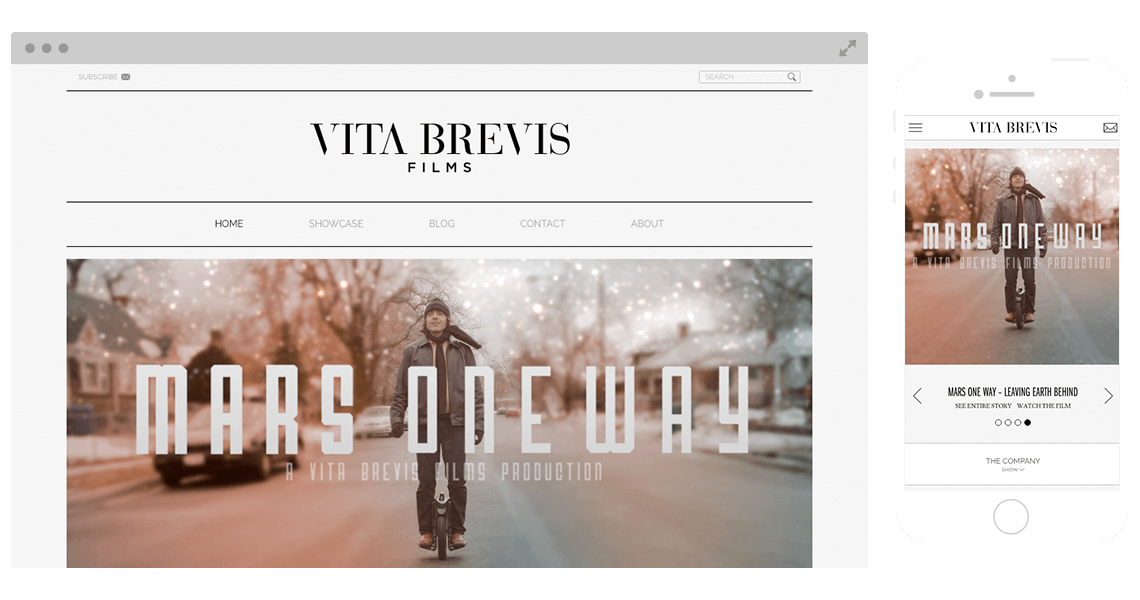 SUBSCRIBE
SEARCH
VITA BREVIS
FILMS
HOME SHOWCASE BLOG CONTACT ABOUT
MARS ONE WAY
A VITA BREVIS FILMS PRODUCTION
VITA BREVIS
MARS ONE WAY
A VITA BREVIS FILMS PRODUCTION
MARS ONE WAY - LEAVING EARTH BEHIND
SEE ENTIRE STORY WATCH THE FILM
THE COMPANY
SHOW